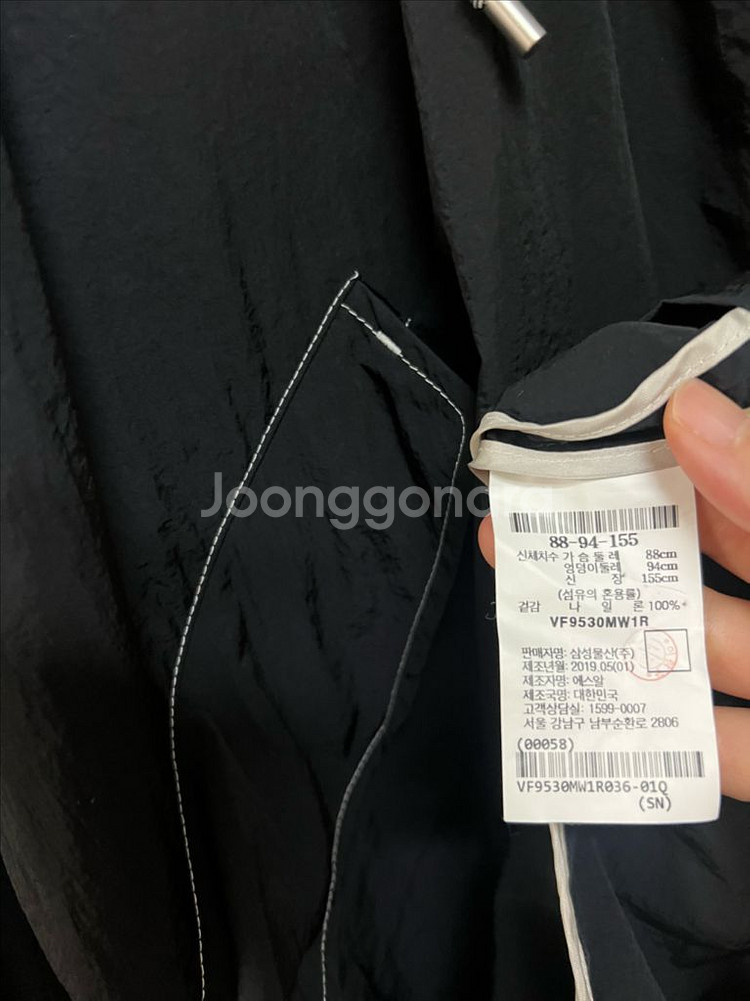 Joonggonara
88-94-155
신체치수 가 슴 둘 레 88cm
엉덩이둘레 94cm
신 장 155cm
(섬유의 혼용률)
겉감 나 일 론 100%
VF9530MW1R
판매자명: 삼성물산(주)
제조년월: 2019.05(01)
제조자명: 에스알
제조국명: 대한민국
고객상담실: 1599-0007
서울 강남구 남부순환로 2806
(00058)
VF9530MW1R036-01Q
(SN)